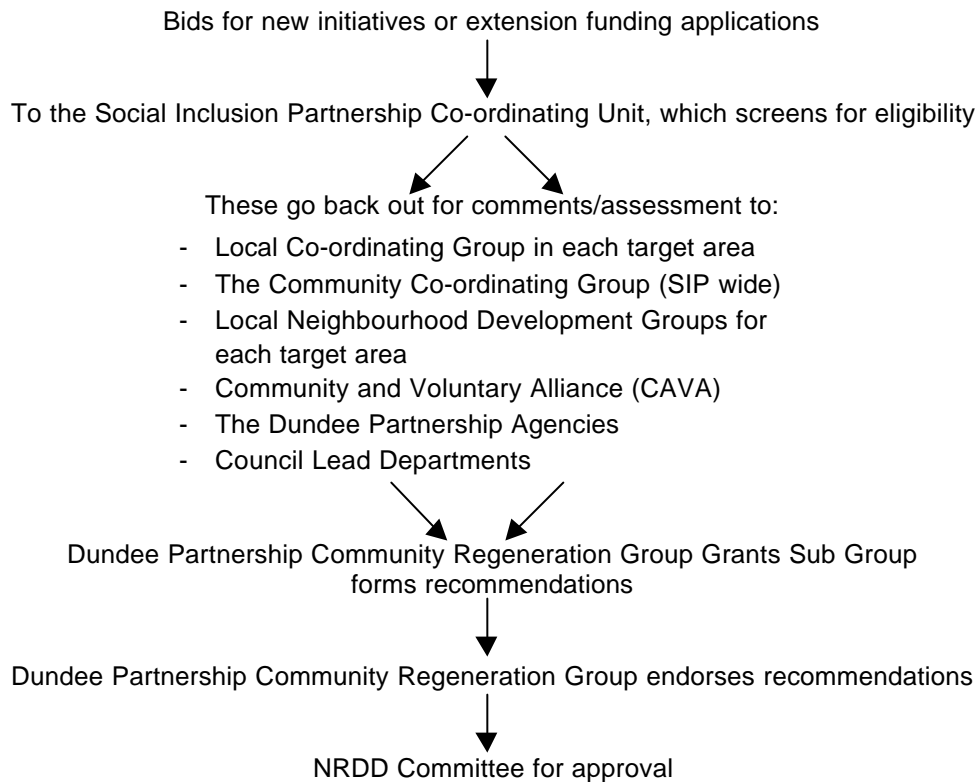 Bids for new initiatives or extension funding applications
To the Social Inclusion Partnership Co-ordinating Unit, which screens for eligibility
These go back out for comments/assessment to:
- Local Co-ordinating Group in each target area
- The Community Co-ordinating Group (SIP wide)
- Local Neighbourhood Development Groups for
each target area
- Community and Voluntary Alliance (CAVA)
- The Dundee Partnership Agencies
- Council Lead Departments
Dundee Partnership Community Regeneration Group Grants Sub Group
forms recommendations
Dundee Partnership Community Regeneration Group endorses recommendations
NRDD Committee for approval